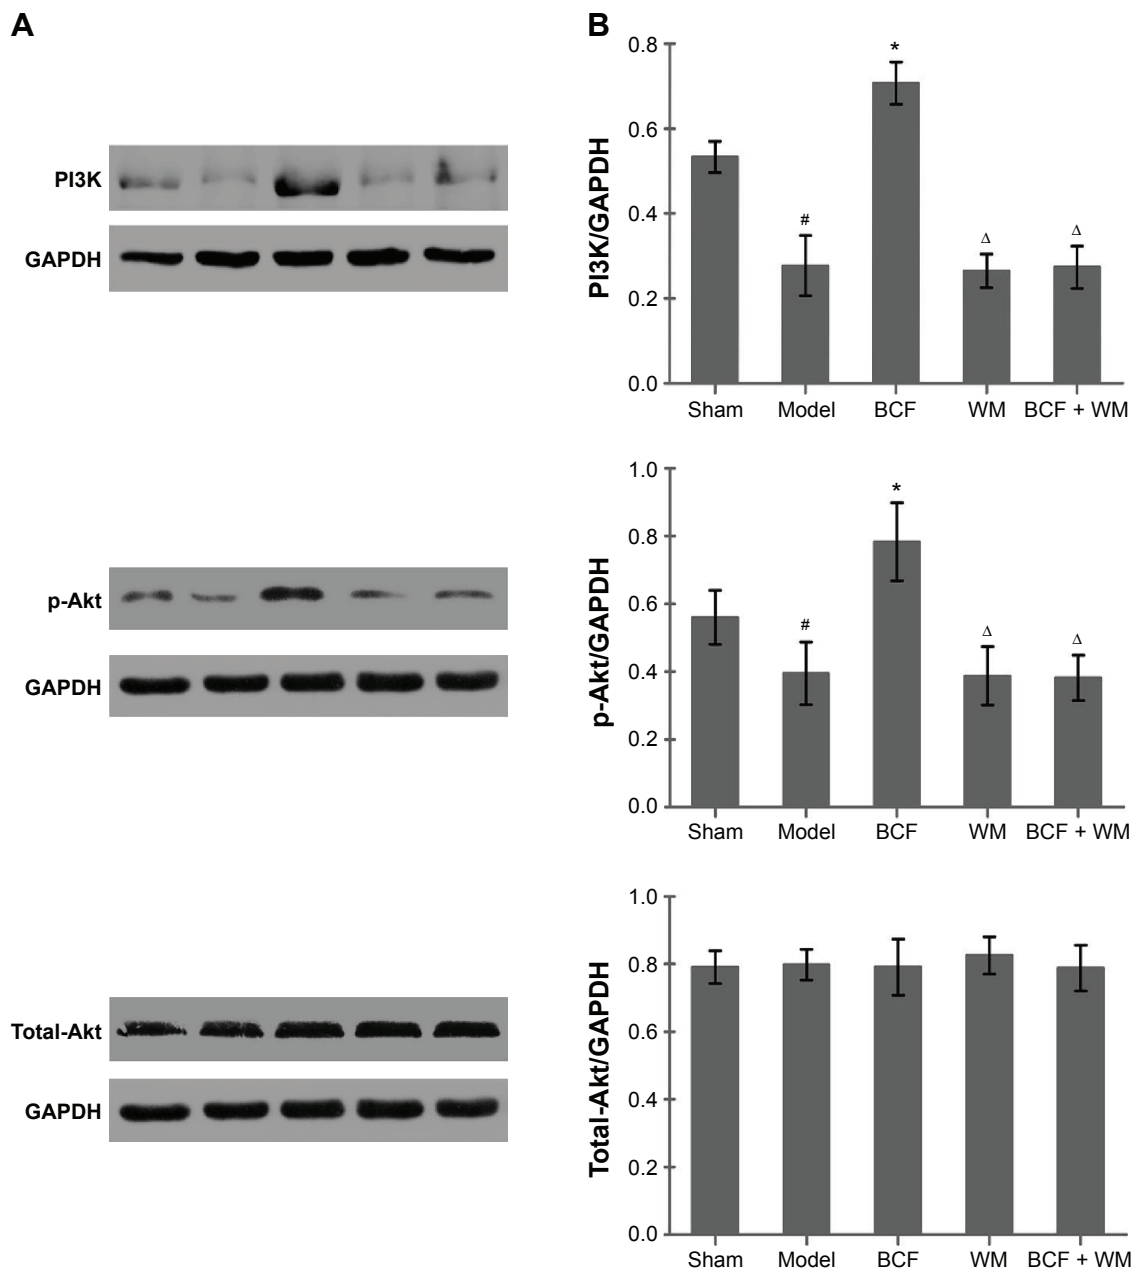 A
PI3K
GAPDH
p-Akt
GAPDH
Total-Akt
GAPDH
B
PI3K/GAPDH
0.8
0.6
0.4
0.2
0.0
#
*
Δ
Δ
Sham Model BCF WM BCF + WM
p-Akt/GAPDH
1.0
0.8
0.6
0.4
0.2
0.0
#
*
Δ
Δ
Sham Model BCF WM BCF + WM
Total-Akt/GAPDH
1.0
0.8
0.6
0.4
0.2
0.0
Sham Model BCF WM BCF + WM